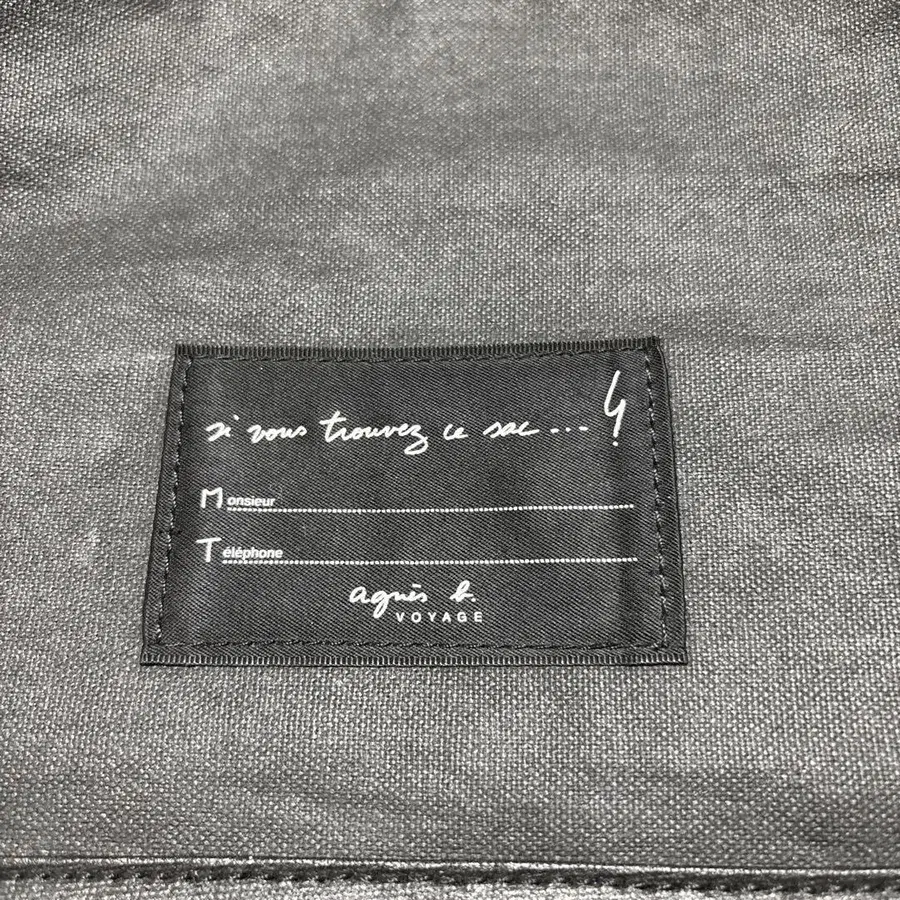 si vous trouvez ce sac...!
Monsieur
Téléphone
agnès b.
VOYAGE